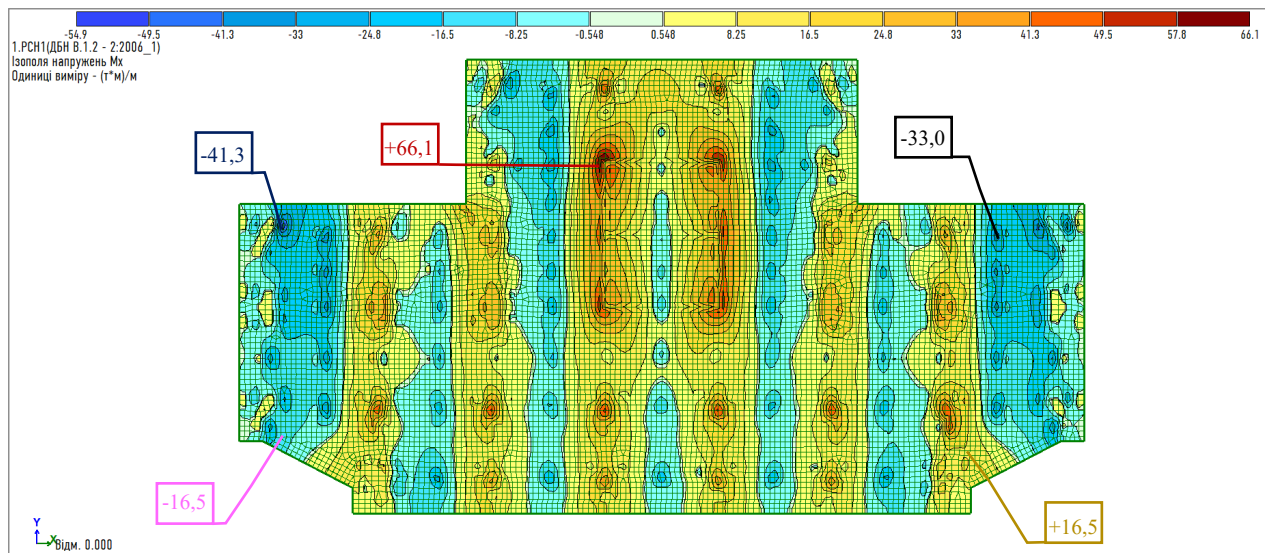 -54.9 -49.5 -41.3 -33 -24.8 -16.5 -8.25 -0.548 0.548 8.25 16.5 24.8 33 41.3 49.5 57.8 66.1
1.РСН1(ДБН В.1.2 - 2:2006_1)
Ізополя напружень Mx
Одиниці виміру - (т*м)/м
-41,3
+66,1
-33,0
-16,5
+16,5
Y
X
Відм. 0.000